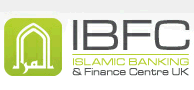 IBFC
ISLAMIC BANKING
& Finance Centre UK